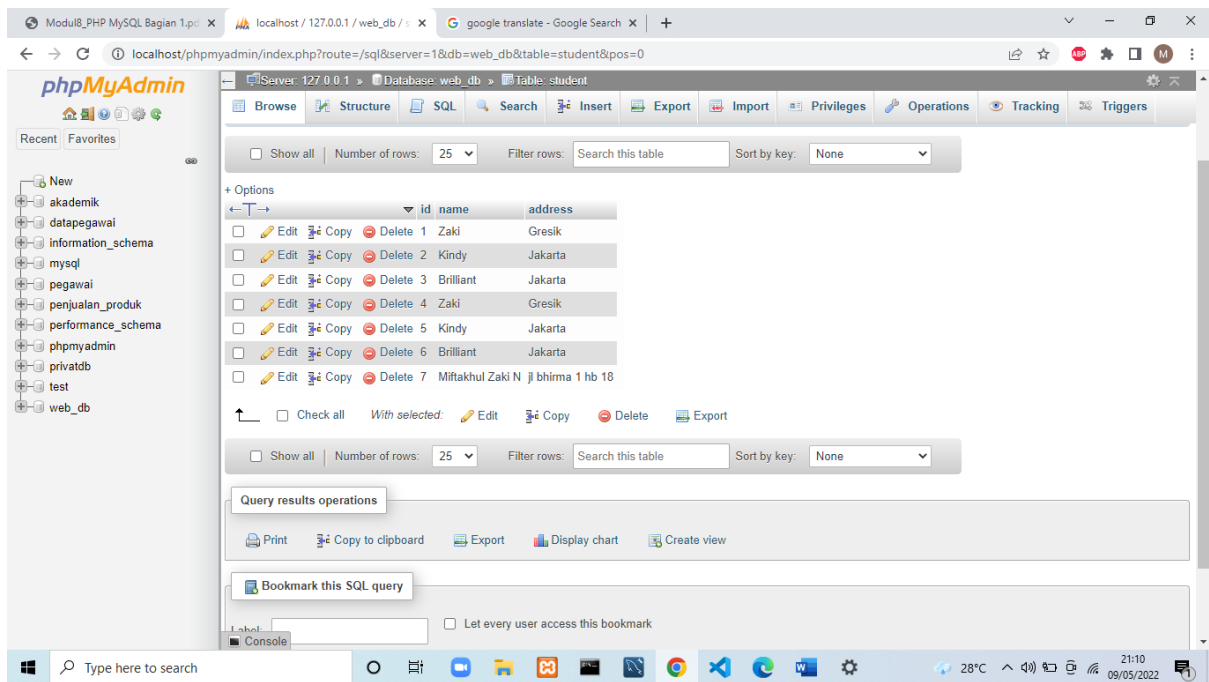 Modul8_PHP MySQL Bagian 1.pd
localhost / 127.0.0.1 / web_db / s
google translate - Google Search
localhost/phpmyadmin/index.php?route=/sql&server=1&db=web_db&table=student&pos=0
ABP
M
phpMyAdmin
Recent Favorites
New
akademik
datapegawai
information_schema
mysql
pegawai
penjualan_produk
performance_schema
phpmyadmin
privatdb
test
web_db
Server: 127.0.0.1 » Database: web_db » Table: student
Browse Structure SQL Search Insert Export Import Privileges Operations Tracking Triggers
Show all | Number of rows: 25 Filter rows: Search this table Sort by key: None
+ Options
←T→ id name address
Edit Copy Delete 1 Zaki Gresik
Edit Copy Delete 2 Kindy Jakarta
Edit Copy Delete 3 Brilliant Jakarta
Edit Copy Delete 4 Zaki Gresik
Edit Copy Delete 5 Kindy Jakarta
Edit Copy Delete 6 Brilliant Jakarta
Edit Copy Delete 7 Miftakhul Zaki N jl bhirma 1 hb 18
Check all With selected: Edit Copy Delete Export
Show all | Number of rows: 25 Filter rows: Search this table Sort by key: None
Query results operations
Print Copy to clipboard Export Display chart Create view
Bookmark this SQL query
Label: Let every user access this bookmark
Console
Type here to search
28°C
21:10
09/05/2022
1